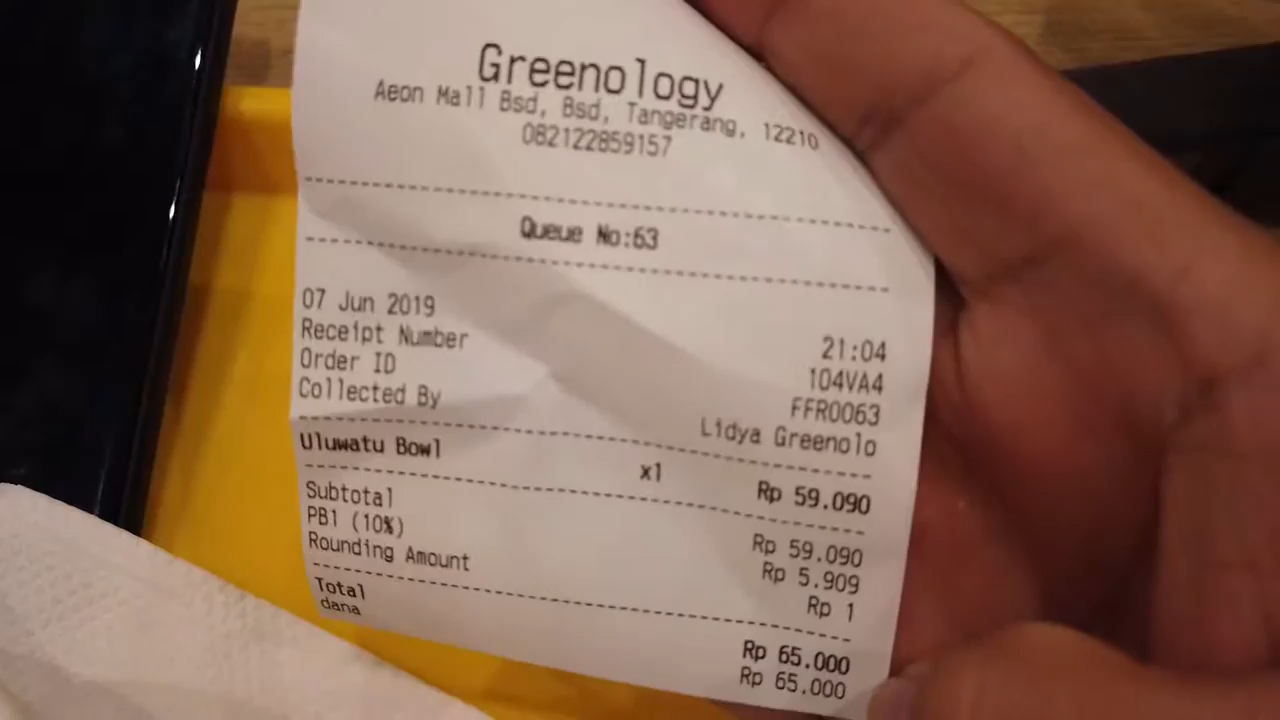 Greenology
Aeon Mall Bsd, Bsd, Tangerang, 12210
082122859157
Queue No:63
07 Jun 2019 21:04
Receipt Number 104VA4
Order ID FFR0063
Collected By Lidya Greenolo
Uluwatu Bowl x1 Rp 59.090
Subtotal Rp 59.090
PB1 (10%) Rp 5.909
Rounding Amount Rp 1
Total Rp 65.000
dana Rp 65.000